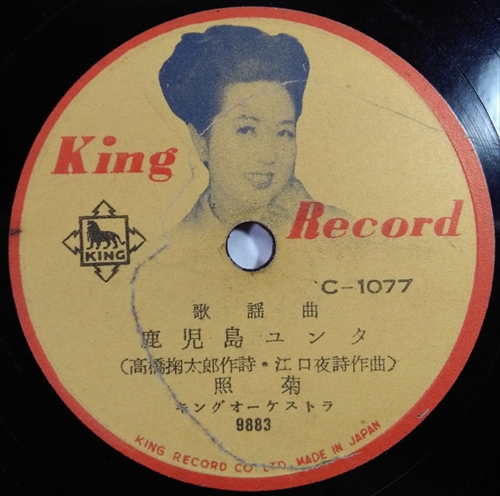 King
Record
KING
C-1077
歌謡曲
鹿児島ユンタ
(高橋掬太郎作詩・江口夜詩作曲)
照菊
キングオーケストラ
9883
KING RECORD CO. LTD. MADE IN JAPAN